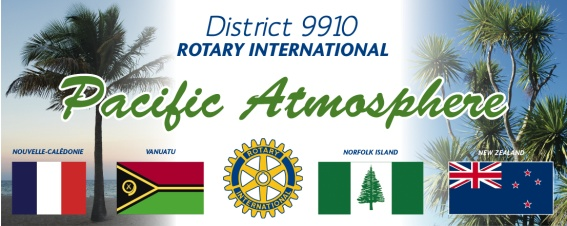 District 9910
ROTARY INTERNATIONAL
Pacific Atmosphere
NOUVELLE-CALÉDONIE
VANUATU
ROTARY
INTERNATIONAL
NORFOLK ISLAND
NEW ZEALAND